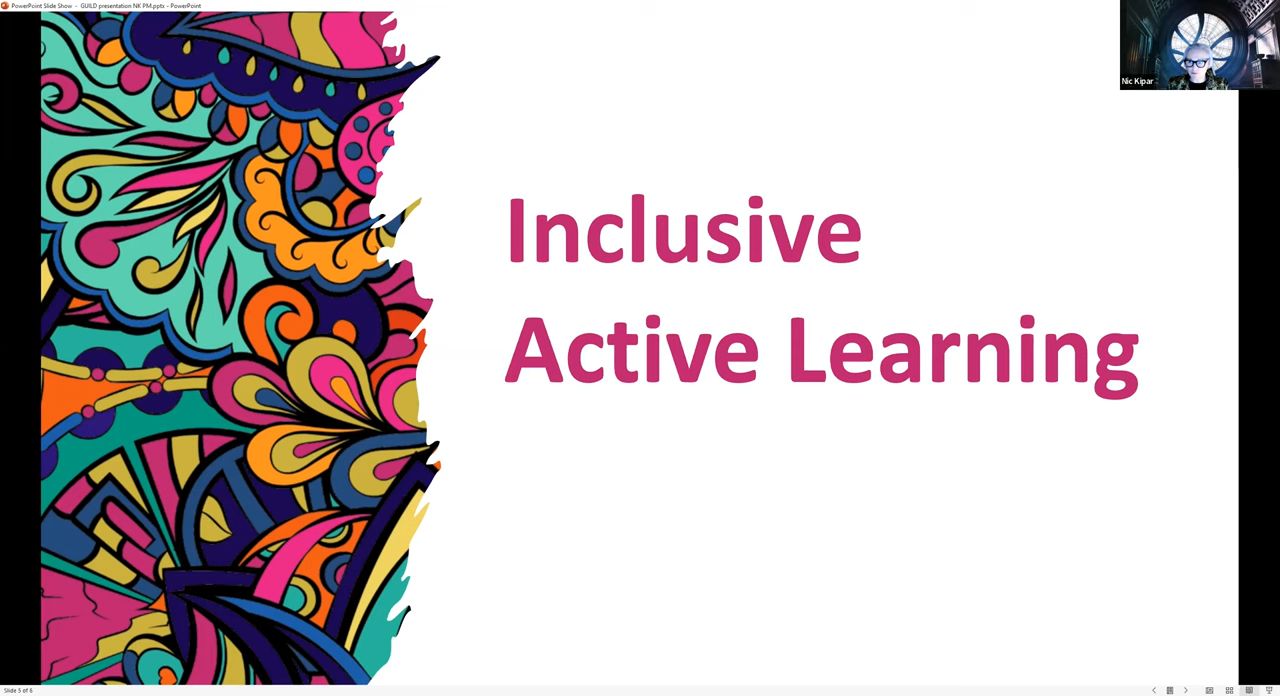 PowerPoint Slide Show - GUILD presentation NK PM.pptx - PowerPoint
Nic Kipar
Inclusive
Active Learning
Slide 5 of 6